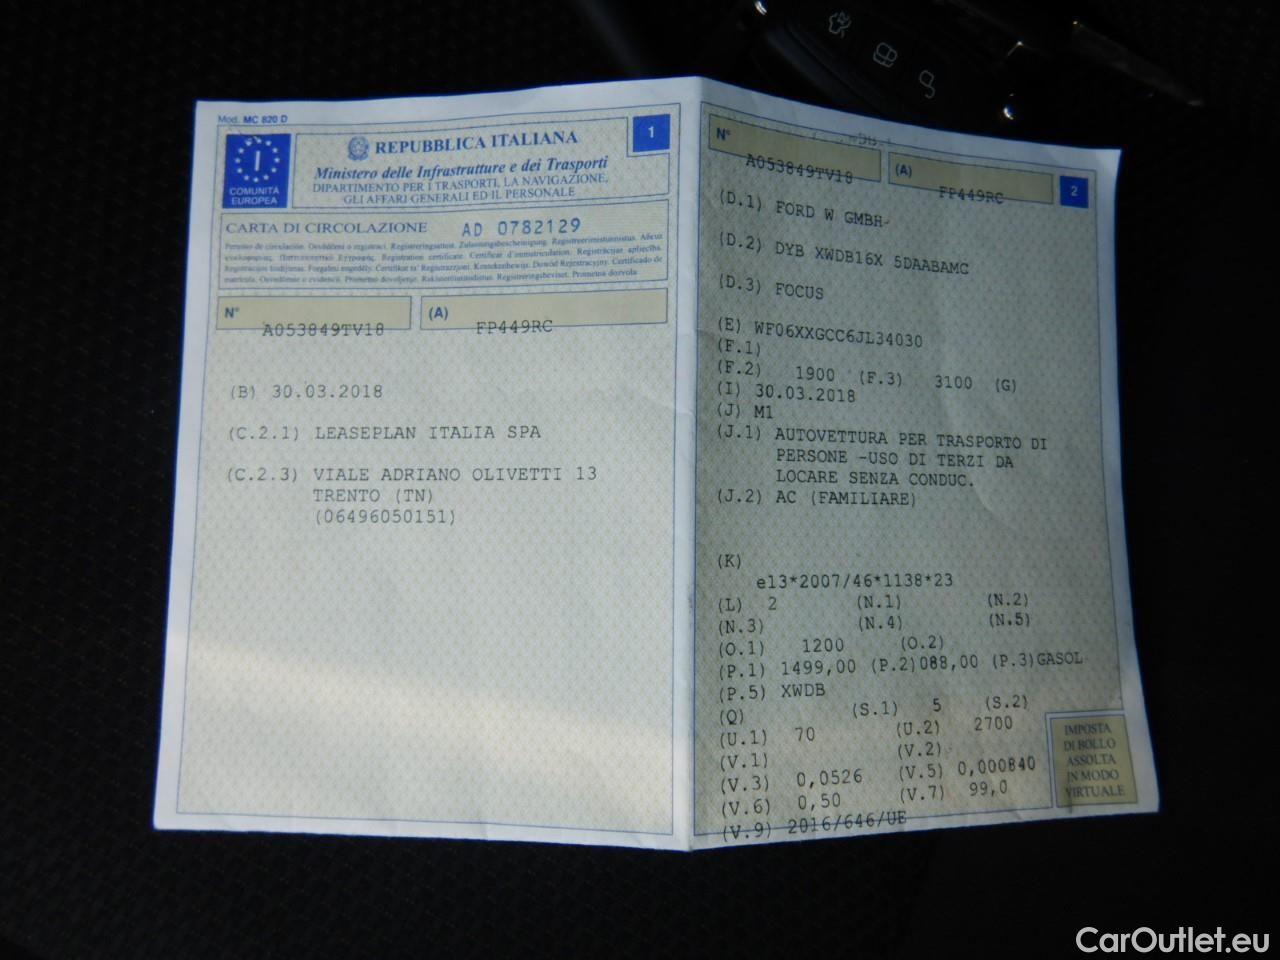 Mod. MC 820 D
I
COMUNITÀ
EUROPEA
REPUBBLICA ITALIANA
Ministero delle Infrastrutture e dei Trasporti
DIPARTIMENTO PER I TRASPORTI, LA NAVIGAZIONE,
GLI AFFARI GENERALI ED IL PERSONALE
1
CARTA DI CIRCOLAZIONE AD 0782129
N° (A)
A053849TV18 FP449RC
(B) 30.03.2018
(C.2.1) LEASEPLAN ITALIA SPA
(C.2.3) VIALE ADRIANO OLIVETTI 13
TRENTO (TN)
(06496050151)
N° (A) 2
A053849TV18 FP449RC
(D.1) FORD W GMBH-
(D.2) DYB XWDB16X 5DAABAMC
(D.3) FOCUS
(E) WF06XXGCC6JL34030
(F.1)
(F.2) 1900 (F.3) 3100 (G)
(I) 30.03.2018
(J) M1
(J.1) AUTOVETTURA PER TRASPORTO DI
PERSONE -USO DI TERZI DA
LOCARE SENZA CONDUC.
(J.2) AC (FAMILIARE)
(K)
e13*2007/46*1138*23
(L) 2 (N.1) (N.2)
(N.3) (N.4) (N.5)
(O.1) 1200 (O.2)
(P.1) 1499,00 (P.2)088,00 (P.3)GASOL
(P.5) XWDB
(Q) (S.1) 5 (S.2)
(U.1) 70 (U.2) 2700
(V.1) (V.2)
(V.3) 0,0526 (V.5) 0,000840
(V.6) 0,50 (V.7) 99,0
(V.9) 2016/646/UE
IMPOSTA
DI BOLLO
ASSOLTA
IN MODO
VIRTUALE
CarOutlet.eu